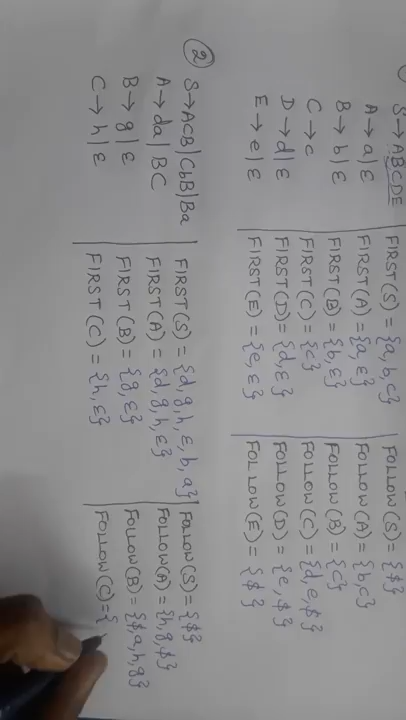 S → ABCDE
A → a | ε
B → b | ε
C → c
D → d | ε
E → e | ε
FIRST(S) = {a, b, c}
FIRST(A) = {a, ε}
FIRST(B) = {b, ε}
FIRST(C) = {c}
FIRST(D) = {d, ε}
FIRST(E) = {e, ε}
FOLLOW(S) = {$}
FOLLOW(A) = {b, c}
FOLLOW(B) = {c}
FOLLOW(C) = {d, e, $}
FOLLOW(D) = {e, $}
FOLLOW(E) = {$}
② S → ACB | CbB | Ba
A → da | BC
B → g | ε
C → h | ε
FIRST(S) = {d, g, h, ε, b, a}
FIRST(A) = {d, g, h, ε}
FIRST(B) = {g, ε}
FIRST(C) = {h, ε}
FOLLOW(S) = {$}
FOLLOW(A) = {h, g, $}
FOLLOW(B) = {$, a, h, g}
FOLLOW(C) = {